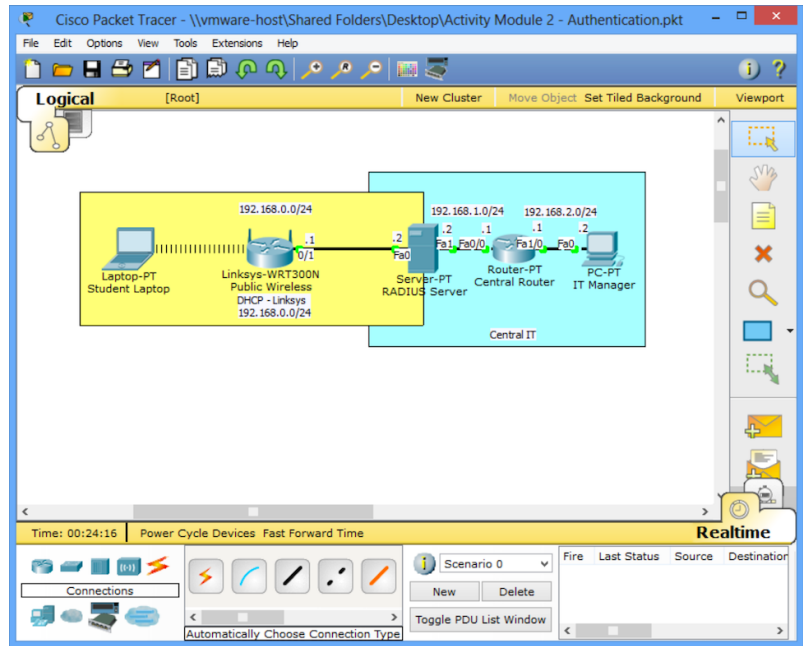 Cisco Packet Tracer - \\vmware-host\Shared Folders\Desktop\Activity Module 2 - Authentication.pkt
File Edit Options View Tools Extensions Help
Logical [Root] New Cluster Move Object Set Tiled Background Viewport
192.168.0.0/24
192.168.1.0/24 192.168.2.0/24
.1 .2 .2 .1 .1 .2
0/1 Fa0 Fa1 Fa0/0 Fa1/0 Fa0
Laptop-PT
Student Laptop
Linksys-WRT300N
Public Wireless
DHCP - Linksys
192.168.0.0/24
Server-PT
RADIUS Server
Router-PT
Central Router
PC-PT
IT Manager
Central IT
Time: 00:24:16 Power Cycle Devices Fast Forward Time Realtime
Connections
Automatically Choose Connection Type
Scenario 0
New Delete
Toggle PDU List Window
Fire Last Status Source Destination